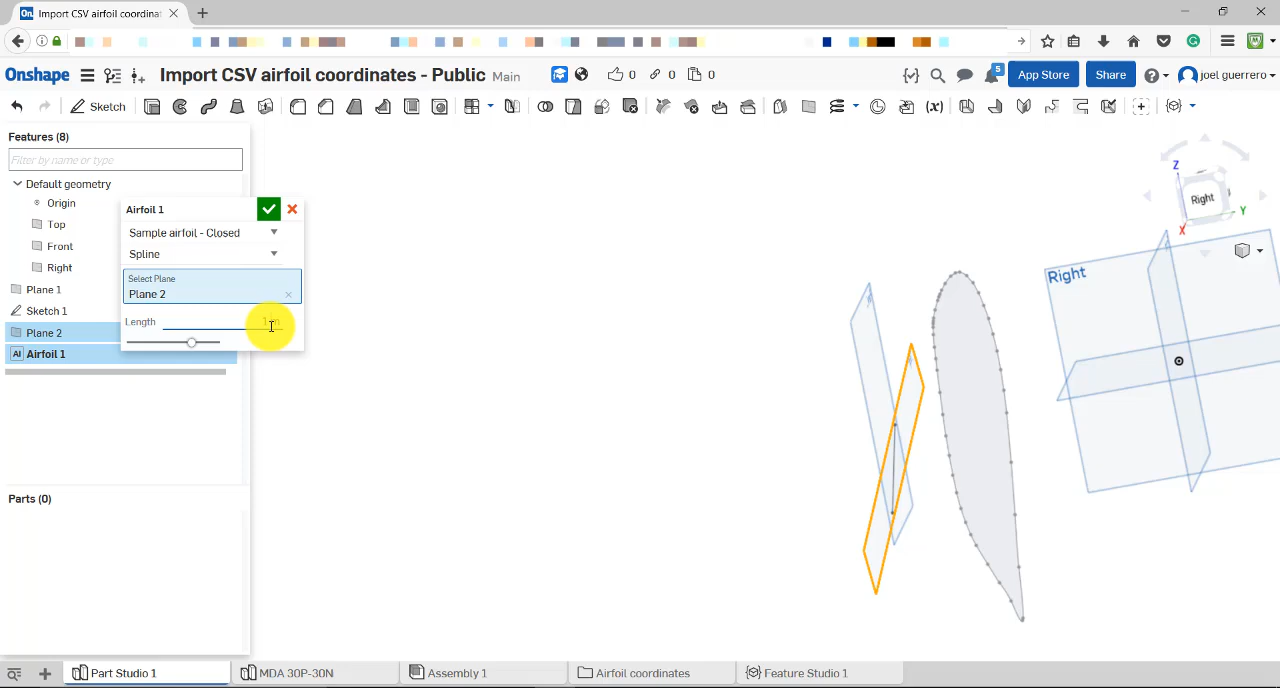 On Import CSV airfoil coordinat
Onshape Import CSV airfoil coordinates - Public Main 0 0 0 5 App Store Share joel guerrero
Sketch
Features (8)
Filter by name or type
Default geometry
Origin
Top
Front
Right
Plane 1
Sketch 1
Plane 2
AI Airfoil 1
Airfoil 1
Sample airfoil - Closed
Spline
Select Plane
Plane 2
Length
Z
Right
Y
X
Right
Parts (0)
Part Studio 1 MDA 30P-30N Assembly 1 Airfoil coordinates Feature Studio 1